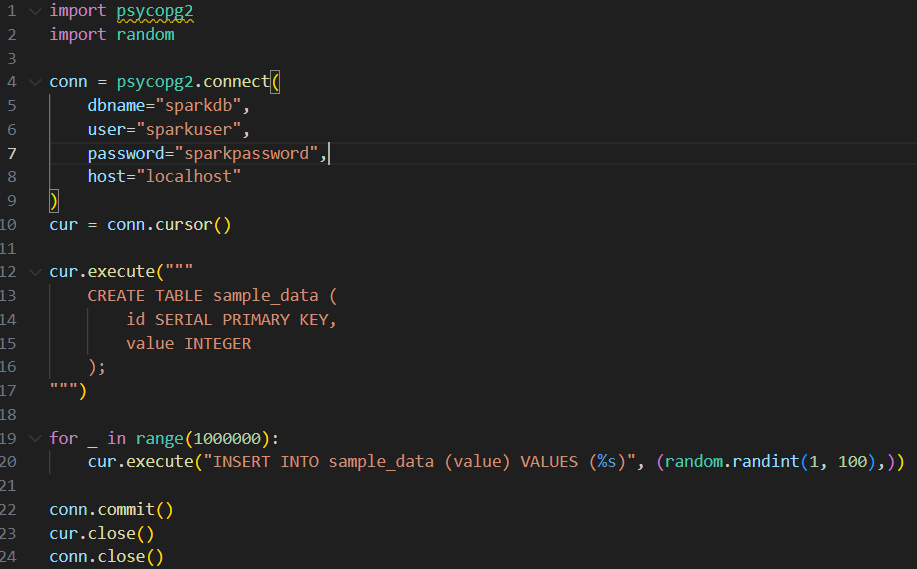 1 import psycopg2
2 import random
3
4 conn = psycopg2.connect(
5     dbname="sparkdb",
6     user="sparkuser",
7     password="sparkpassword",
8     host="localhost"
9 )
10 cur = conn.cursor()
11
12 cur.execute("""
13     CREATE TABLE sample_data (
14         id SERIAL PRIMARY KEY,
15         value INTEGER
16     );
17 """)
18
19 for _ in range(1000000):
20     cur.execute("INSERT INTO sample_data (value) VALUES (%s)", (random.randint(1, 100),))
21
22 conn.commit()
23 cur.close()
24 conn.close()